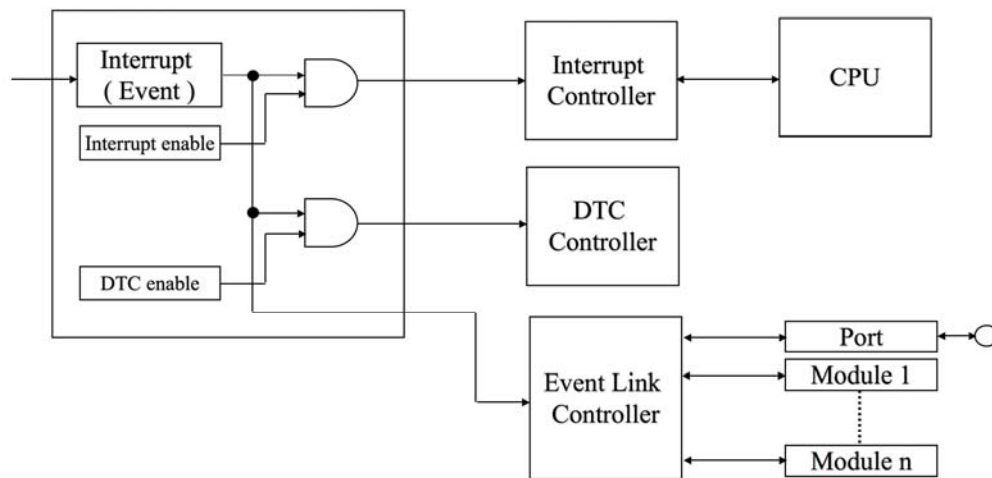 Interrupt
( Event )
Interrupt enable
DTC enable
Interrupt
Controller
CPU
DTC
Controller
Event Link
Controller
Port
Module 1
Module n